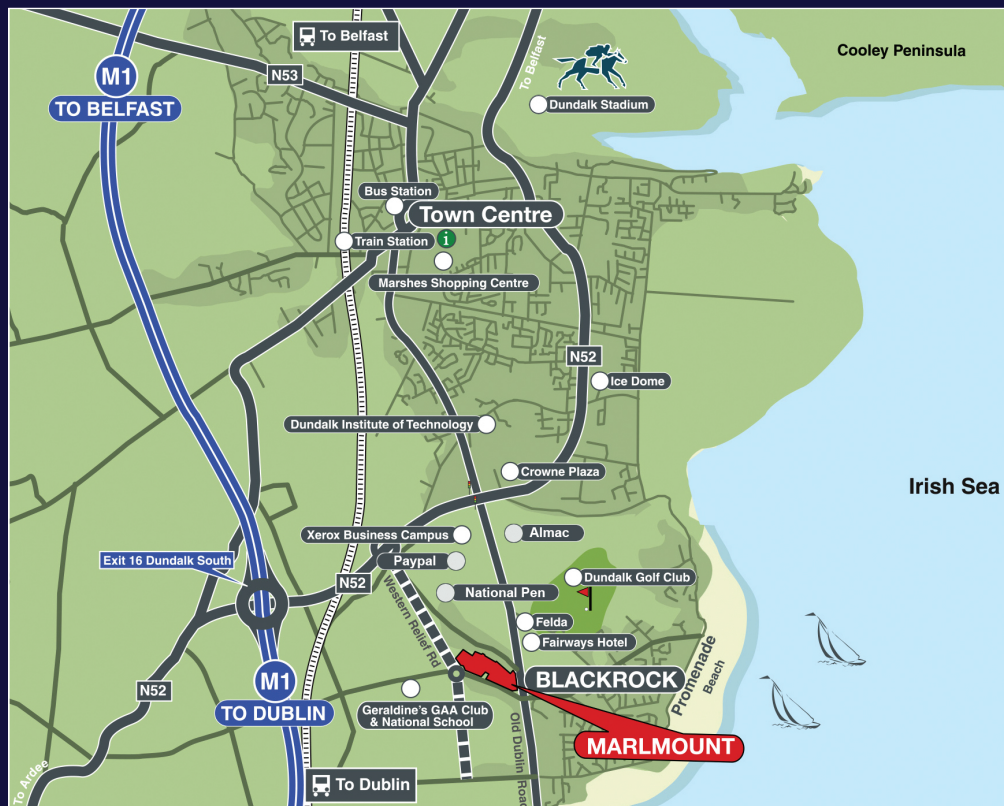 To Belfast
Cooley Peninsula
M1
TO BELFAST
N53
To Belfast
Dundalk Stadium
Bus Station
Town Centre
Train Station
i
Marshes Shopping Centre
N52
Ice Dome
Dundalk Institute of Technology
Crowne Plaza
Irish Sea
Xerox Business Campus
Almac
Exit 16 Dundalk South
Paypal
N52
Dundalk Golf Club
National Pen
Western Relief Rd
Felda
Fairways Hotel
Promenade
Beach
BLACKROCK
M1
TO DUBLIN
N52
Geraldine's GAA Club
& National School
Old Dublin Road
MARLMOUNT
To Ardee
To Dublin